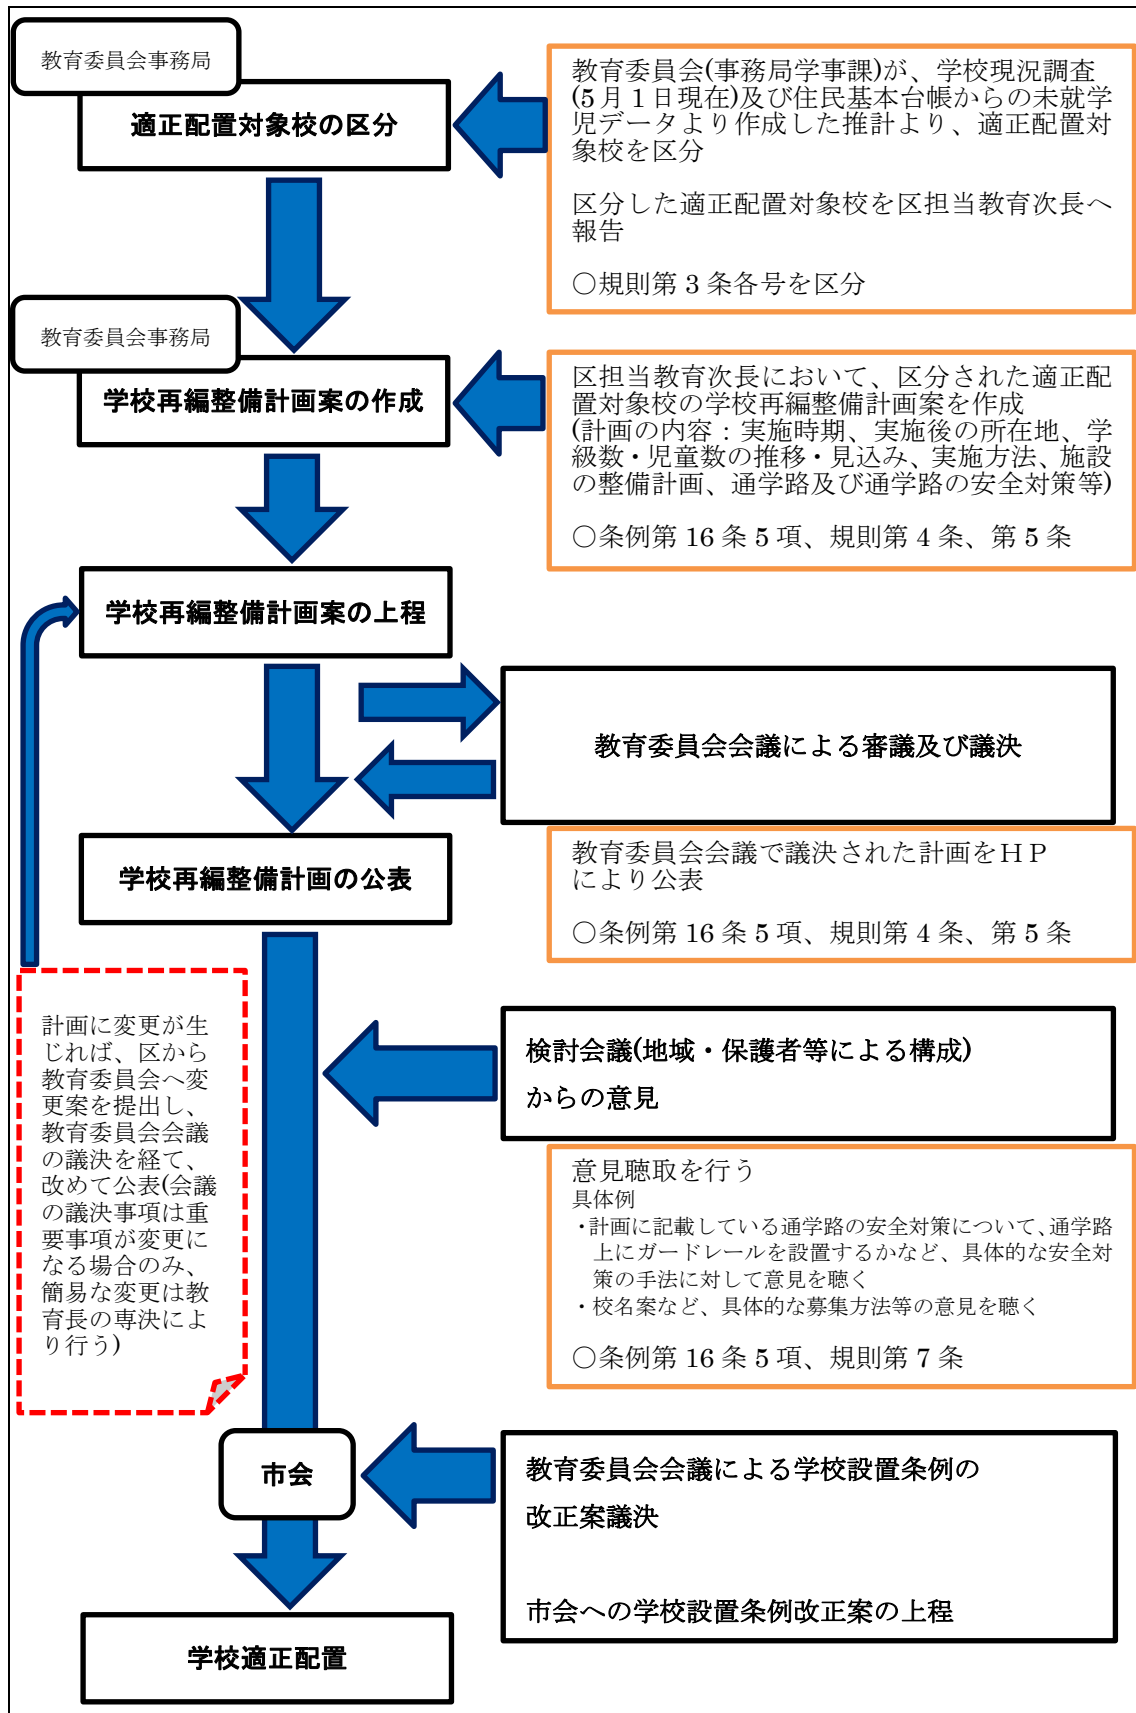 教育委員会事務局
適正配置対象校の区分
教育委員会(事務局学事課)が、学校現況調査
(5月1日現在)及び住民基本台帳からの未就学
児データより作成した推計より、適正配置対
象校を区分
区分した適正配置対象校を区担当教育次長へ
報告
○規則第3条各号を区分
教育委員会事務局
学校再編整備計画案の作成
区担当教育次長において、区分された適正配
置対象校の学校再編整備計画案を作成
(計画の内容：実施時期、実施後の所在地、学
級数・児童数の推移・見込み、実施方法、施設
の整備計画、通学路及び通学路の安全対策等)
○条例第16条5項、規則第4条、第5条
学校再編整備計画案の上程
教育委員会会議による審議及び議決
学校再編整備計画の公表
教育委員会会議で議決された計画をＨＰ
により公表
○条例第16条5項、規則第4条、第5条
計画に変更が生
じれば、区から
教育委員会へ変
更案を提出し、
教育委員会会議
の議決を経て、
改めて公表(会議
の議決事項は重
要事項が変更に
なる場合のみ、
簡易な変更は教
育長の専決によ
り行う)
検討会議(地域・保護者等による構成)
からの意見
意見聴取を行う
具体例
・計画に記載している通学路の安全対策について、通学路
上にガードレールを設置するかなど、具体的な安全対
策の手法に対して意見を聴く
・校名案など、具体的な募集方法等の意見を聴く
○条例第16条5項、規則第7条
市会
教育委員会会議による学校設置条例の
改正案議決
市会への学校設置条例改正案の上程
学校適正配置